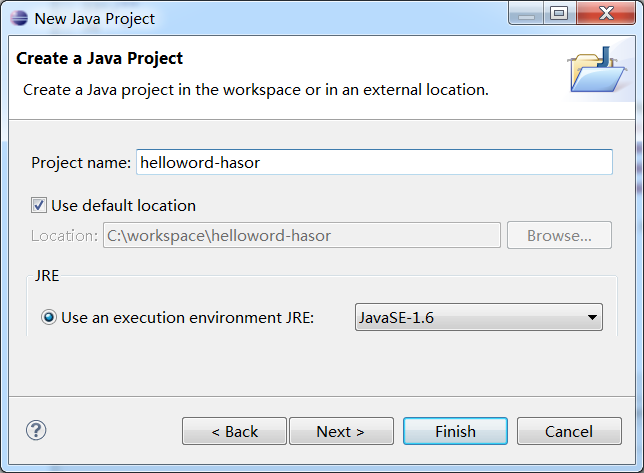 New Java Project
Create a Java Project
Create a Java project in the workspace or in an external location.
Project name: helloword-hasor
Use default location
Location: C:\workspace\helloword-hasor Browse...
JRE
Use an execution environment JRE: JavaSE-1.6
? < Back Next > Finish Cancel